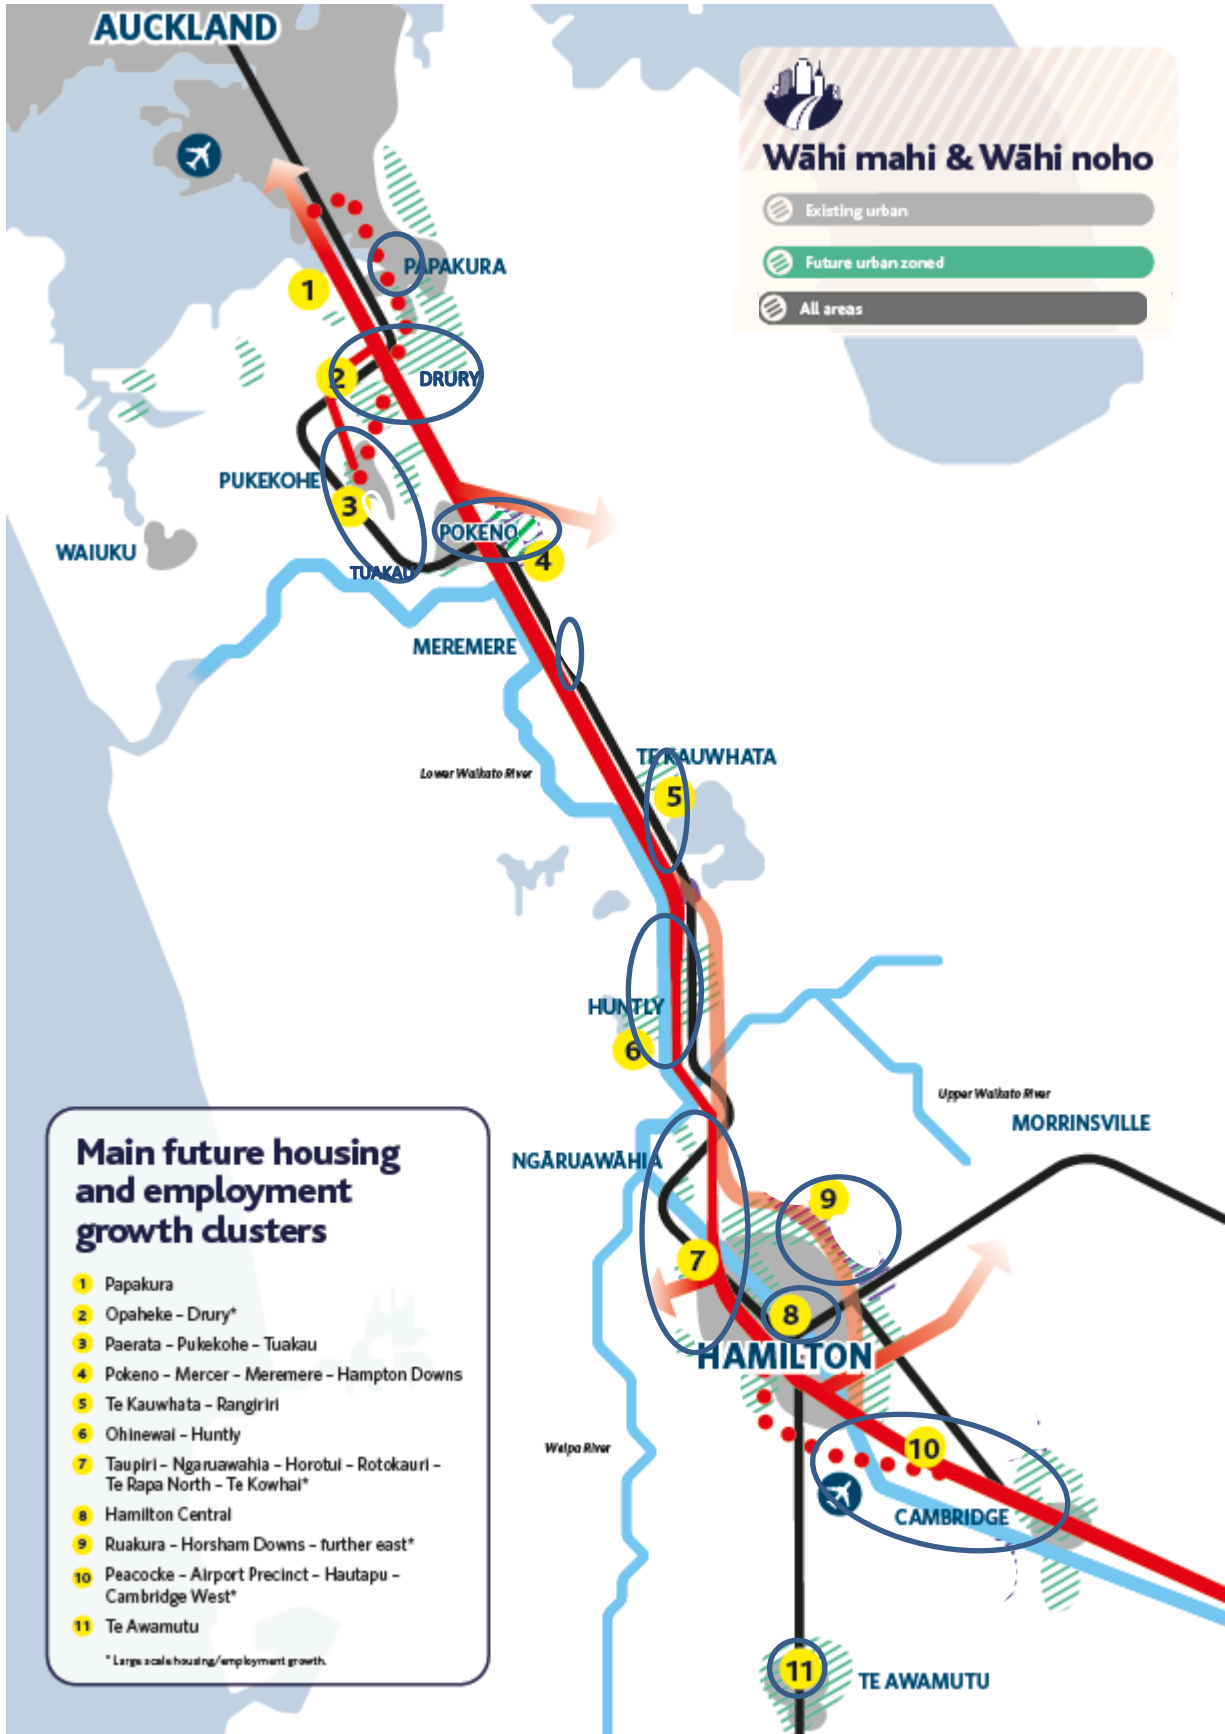 AUCKLAND
Wāhi mahi & Wāhi noho
Existing urban
Future urban zoned
All areas
PAPAKURA
1
2
DRURY
PUKEKOHE
3
POKENO
WAIUKU
4
TUAKAU
MEREMERE
TE KAUWHATA
Lower Waikato River
5
HUNTLY
6
Upper Waikato River
MORRINSVILLE
NGĀRUAWĀHIA
9
7
8
HAMILTON
10
Waipa River
CAMBRIDGE
11
TE AWAMUTU
Main future housing
and employment
growth clusters
1 Papakura
2 Opaheke – Drury*
3 Paerata – Pukekohe – Tuakau
4 Pokeno – Mercer – Meremere – Hampton Downs
5 Te Kauwhata – Rangiriri
6 Ohinewai – Huntly
7 Taupiri – Ngaruawahia – Horotui – Rotokauri –
Te Rapa North – Te Kowhai*
8 Hamilton Central
9 Ruakura – Horsham Downs – further east*
10 Peacocke – Airport Precinct – Hautapu –
Cambridge West*
11 Te Awamutu
* Large scale housing/employment growth.